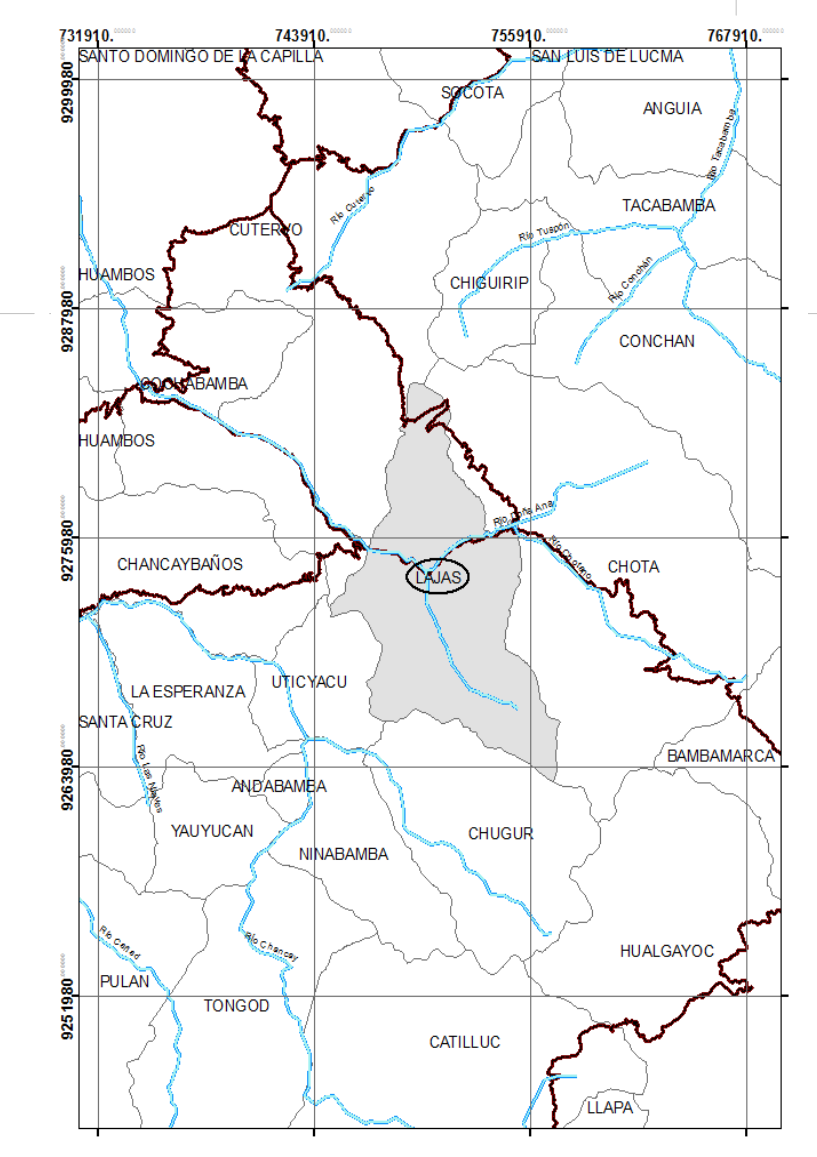 731910.
743910.
755910.
767910.
SANTO DOMINGO DE LA CAPILLA
SAN LUIS DE LUCMA
9299980
SOCOTA
ANGUIA
Río Tacabamba
Río Cutervo
TACABAMBA
CUTERVO
Río Tuspón
HUAMBOS
CHIGUIRIP
Río Conchán
9287980
CONCHAN
COCHABAMBA
HUAMBOS
Río Doña Ana
9275980
Río Chotano
CHANCAYBAÑOS
CHOTA
LAJAS
UTICYACU
LA ESPERANZA
SANTA CRUZ
BAMBAMARCA
9263980
Río Las Nieves
ANDABAMBA
YAUYUCAN
CHUGUR
NINABAMBA
Río Cañad
Río Chancay
HUALGAYOC
PULAN
9251980
TONGOD
CATILLUC
LLAPA